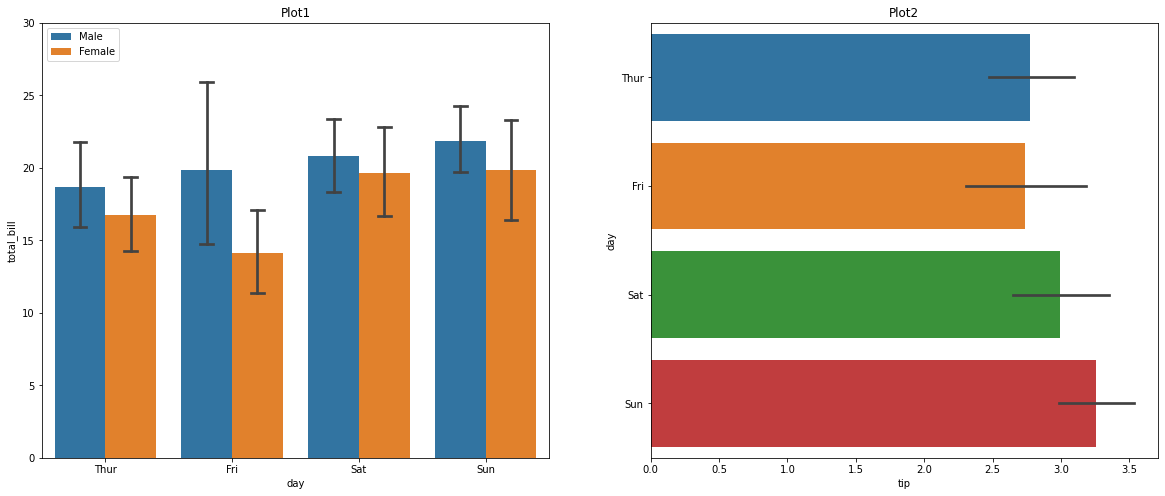 Plot1
30
25
20
15
10
5
0
total_bill
Male
Female
Thur
Fri
Sat
Sun
day
Plot2
day
Thur
Fri
Sat
Sun
0.0
0.5
1.0
1.5
2.0
2.5
3.0
3.5
tip